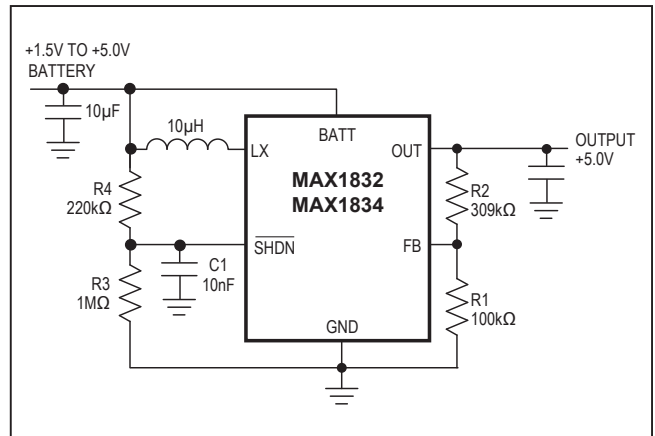 +1.5V TO +5.0V
BATTERY
10µF
10µH
BATT
LX
OUT
OUTPUT
+5.0V
MAX1832
MAX1834
R4
220kΩ
R2
309kΩ
SHDN
FB
C1
10nF
R3
1MΩ
R1
100kΩ
GND